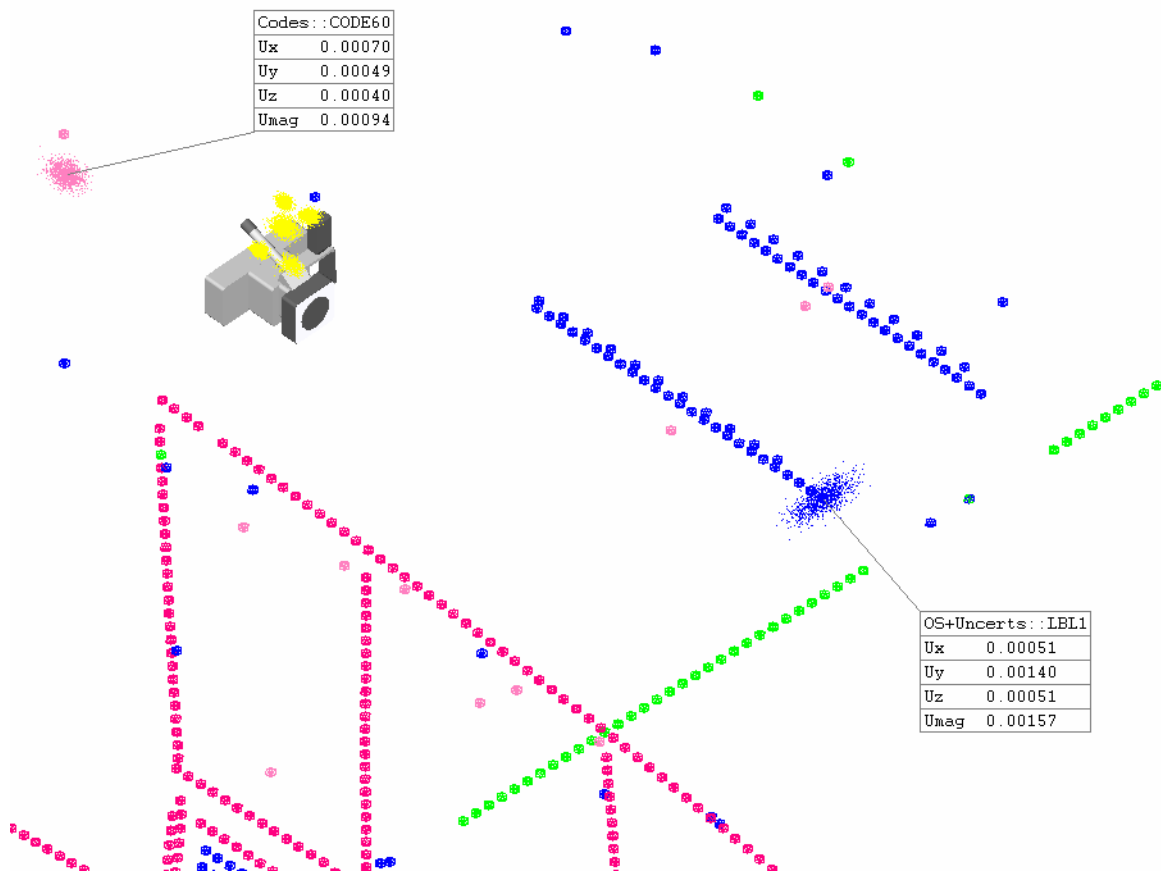 Codes::CODE60
Ux 0.00070
Uy 0.00049
Uz 0.00040
Umag 0.00094
OS+Uncerts::LBL1
Ux 0.00051
Uy 0.00140
Uz 0.00051
Umag 0.00157